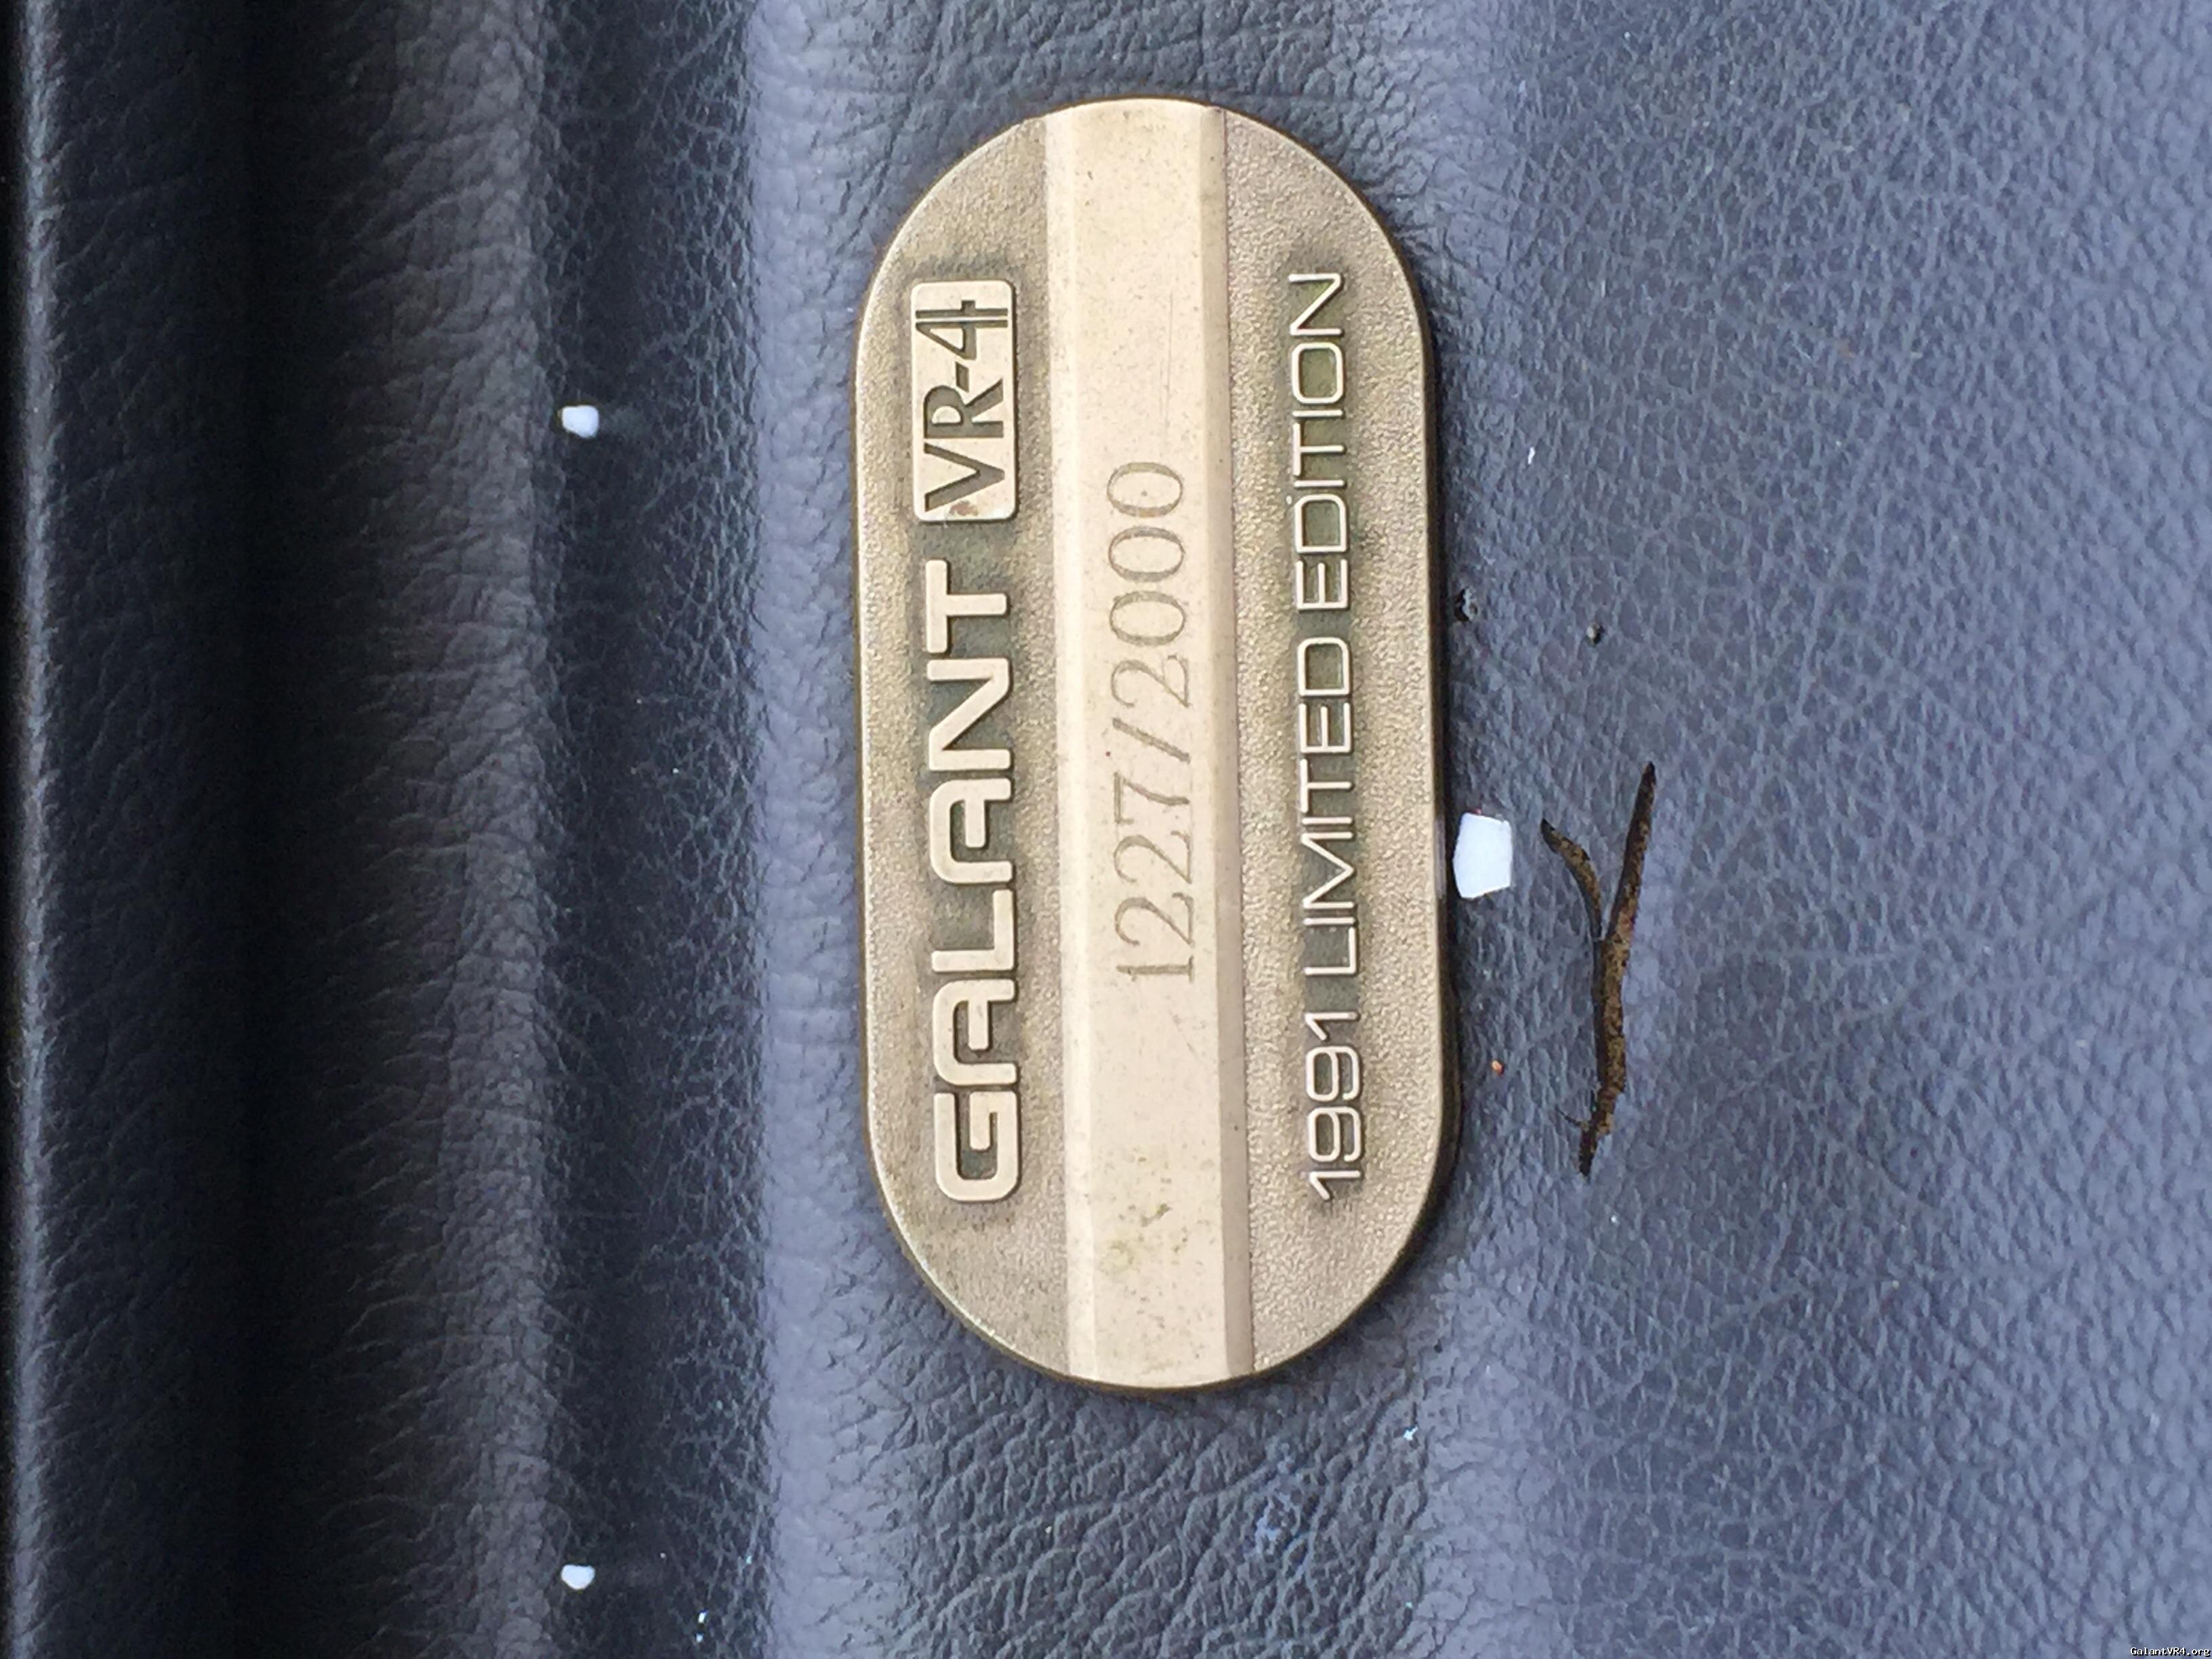 GALANT VR-4
1227/2000
1991 LIMITED EDITION
GalantVR4.org